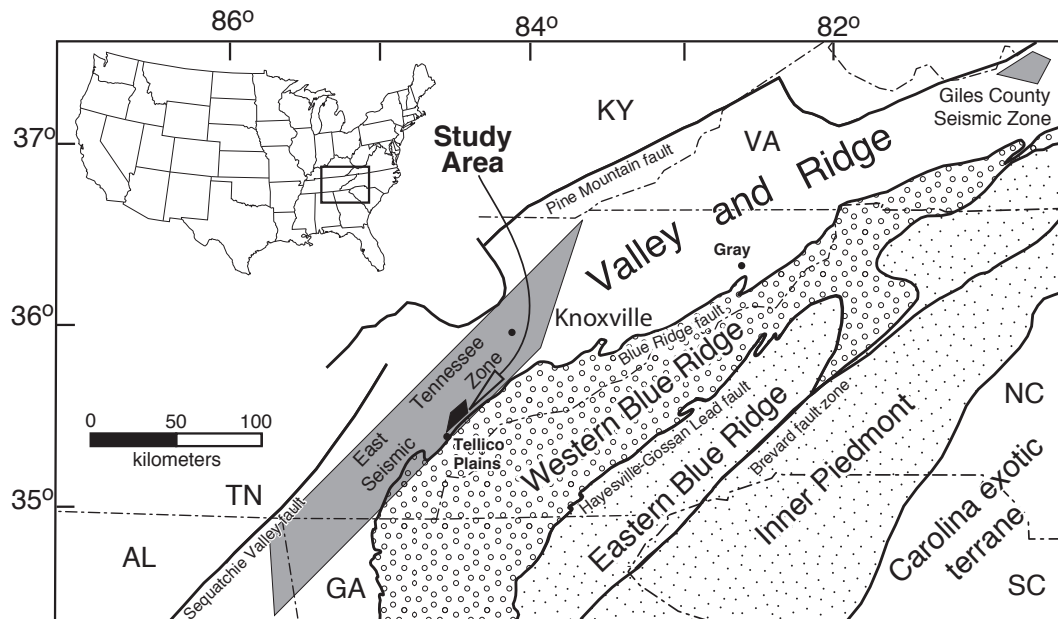 86º
84º
82º
37º
36º
35º
Study
Area
KY
VA
Giles County
Seismic Zone
Pine Mountain fault
Valley and Ridge
Gray
Knoxville
Blue Ridge fault
East
Tennessee
Seismic
Zone
Tellico
Plains
Western Blue Ridge
Hayesville-Gossan Lead fault
Eastern Blue Ridge
Brevard fault zone
Inner Piedmont
Carolina exotic
terrane
NC
SC
0 50 100
kilometers
TN
AL
GA
Sequatchie Valley fault